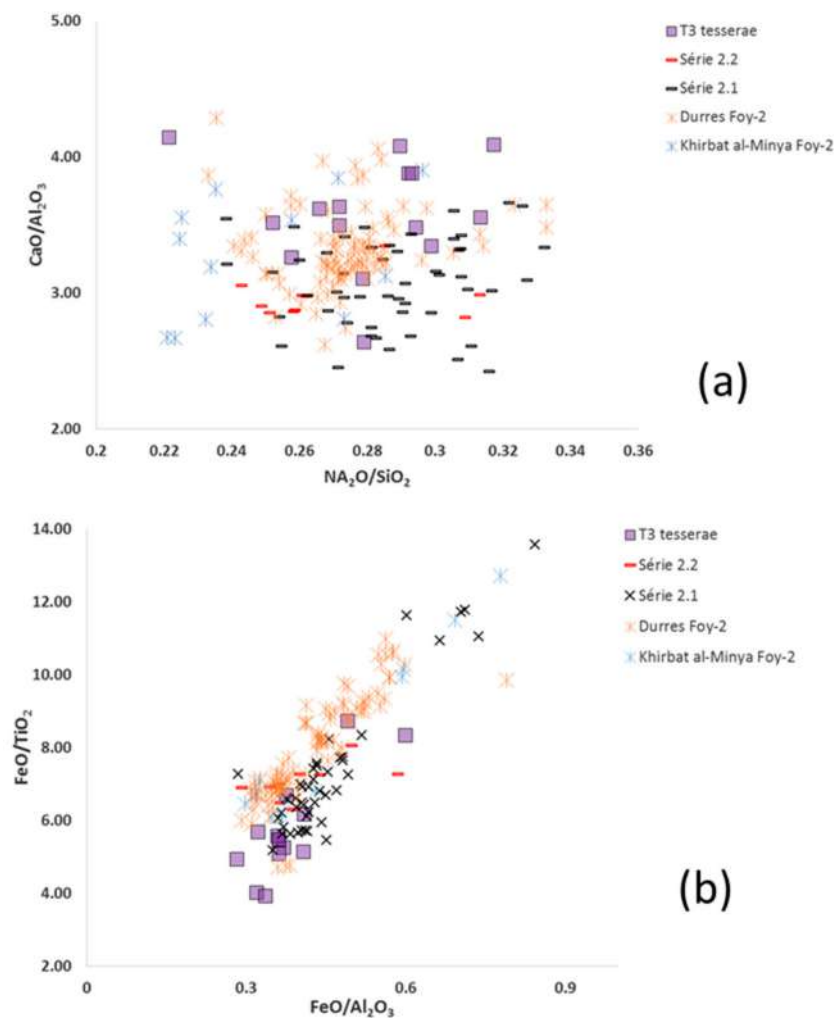 5.00
4.00
3.00
2.00
CaO/Al₂O₃
0.2
0.22
0.24
0.26
0.28
0.3
0.32
0.34
0.36
NA₂O/SiO₂
T3 tesserae
Série 2.2
Série 2.1
Durres Foy-2
Khirbat al-Minya Foy-2
(a)
14.00
12.00
10.00
8.00
6.00
4.00
2.00
FeO/TiO₂
0
0.3
0.6
0.9
FeO/Al₂O₃
T3 tesserae
Série 2.2
Série 2.1
Durres Foy-2
Khirbat al-Minya Foy-2
(b)